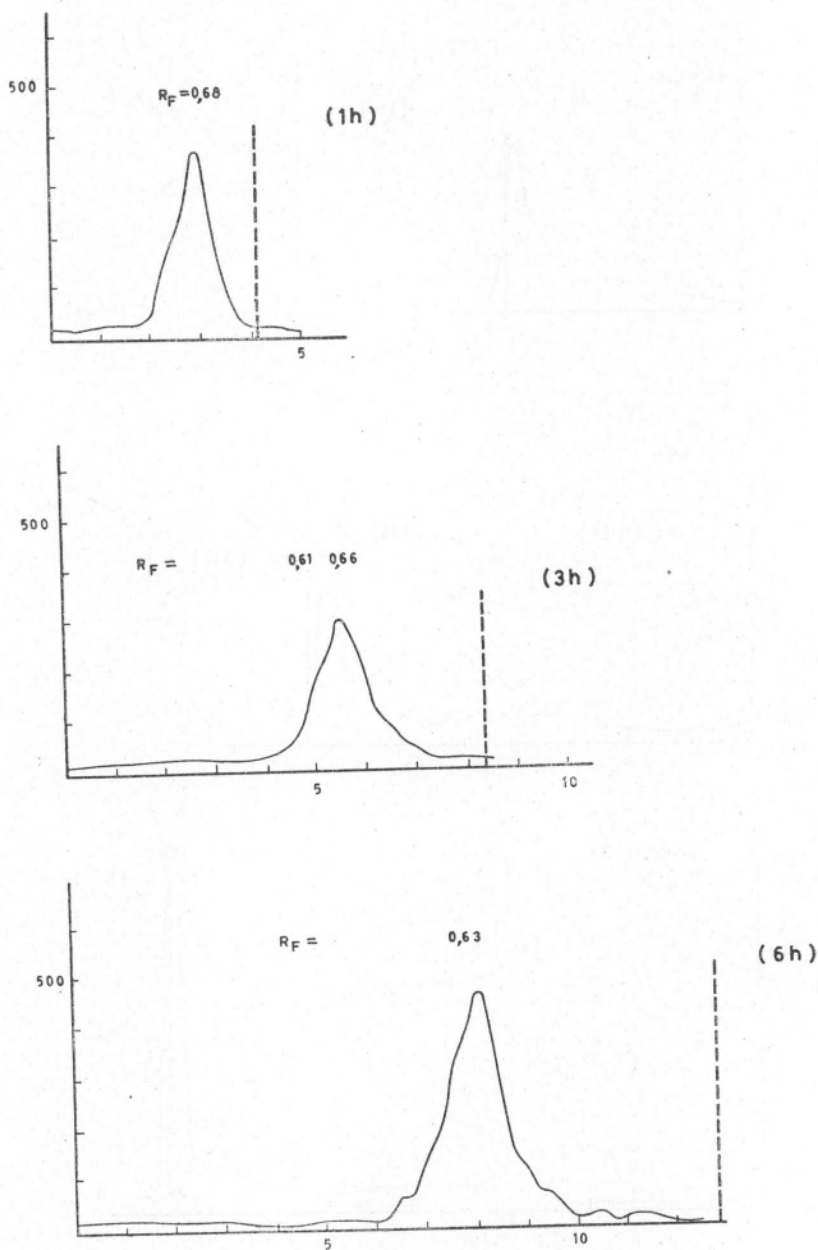 500
R_F=0,68
(1h)
5
500
R_F = 0,61 0,66
(3h)
5 10
500
R_F = 0,63
(6h)
5 10